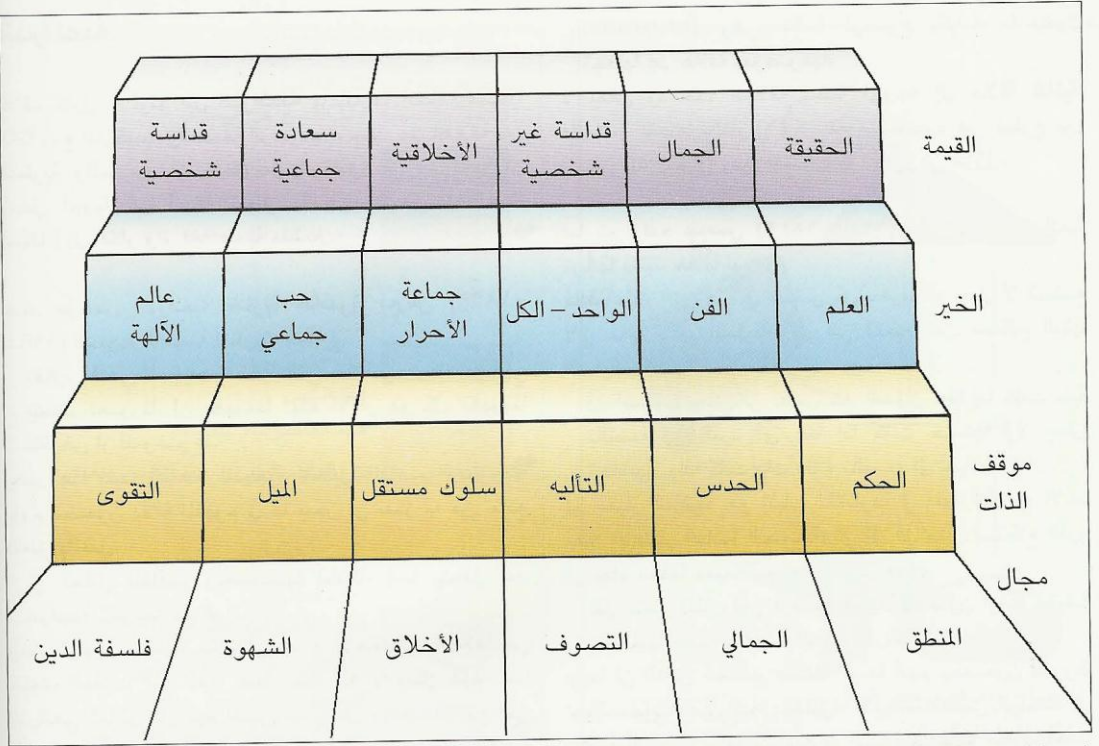 القيمة
الحقيقة
الجمال
قداسة غير
شخصية
الأخلاقية
سعادة
جماعية
قداسة
شخصية
الخير
العلم
الفن
الواحد – الكل
جماعة
الأحرار
حب
جماعي
عالم
الآلهة
موقف
الذات
الحكم
الحدس
التأليه
سلوك مستقل
الميل
التقوى
مجال
المنطق
الجمالي
التصوف
الأخلاق
الشهوة
فلسفة الدين